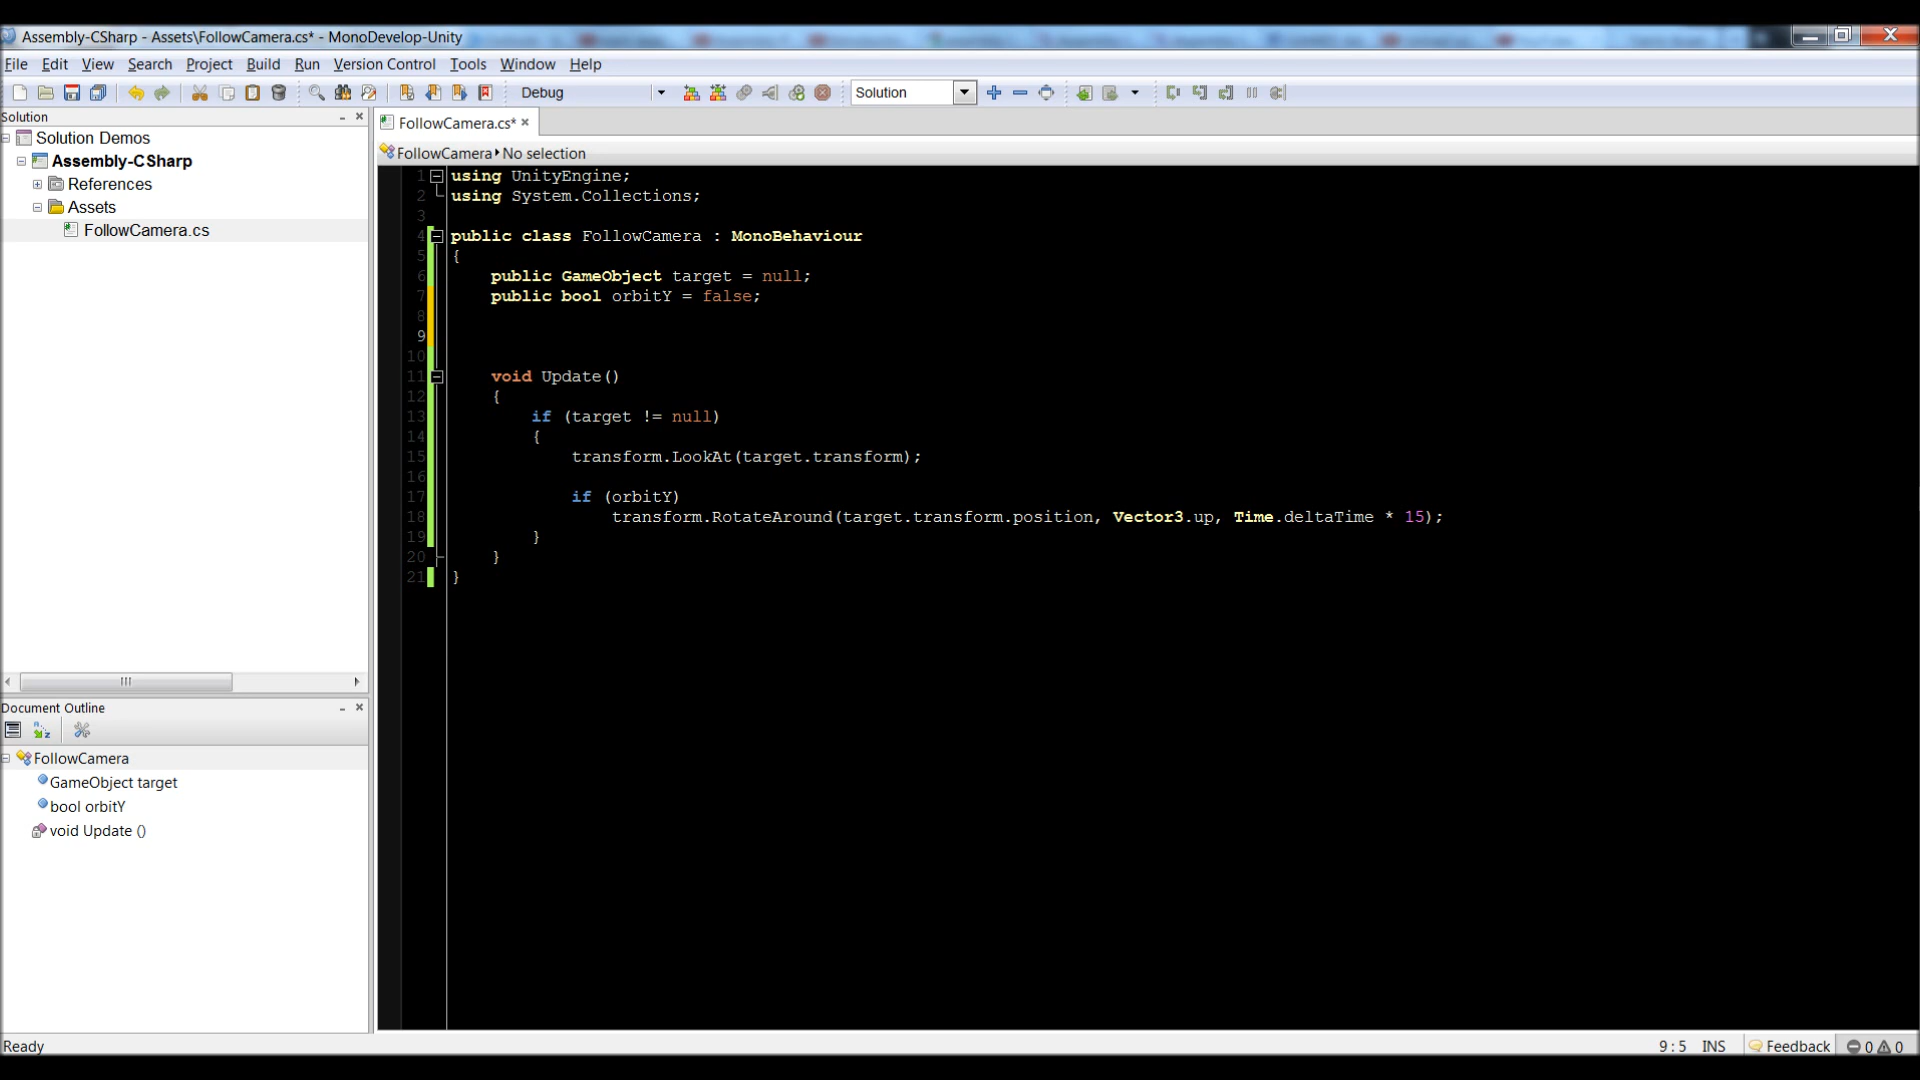 Assembly-CSharp - Assets\FollowCamera.cs* - MonoDevelop-Unity
File Edit View Search Project Build Run Version Control Tools Window Help
Debug Solution
Solution
Solution Demos
Assembly-CSharp
References
Assets
FollowCamera.cs
FollowCamera.cs*
FollowCamera No selection
1 using UnityEngine;
2 using System.Collections;
3
4 public class FollowCamera : MonoBehaviour
5 {
6 public GameObject target = null;
7 public bool orbitY = false;
8
9
10
11 void Update()
12 {
13 if (target != null)
14 {
15 transform.LookAt(target.transform);
16
17 if (orbitY)
18 transform.RotateAround(target.transform.position, Vector3.up, Time.deltaTime * 15);
19 }
20 }
21 }
Document Outline
FollowCamera
GameObject target
bool orbitY
void Update ()
Ready
9 : 5 INS Feedback 0 0